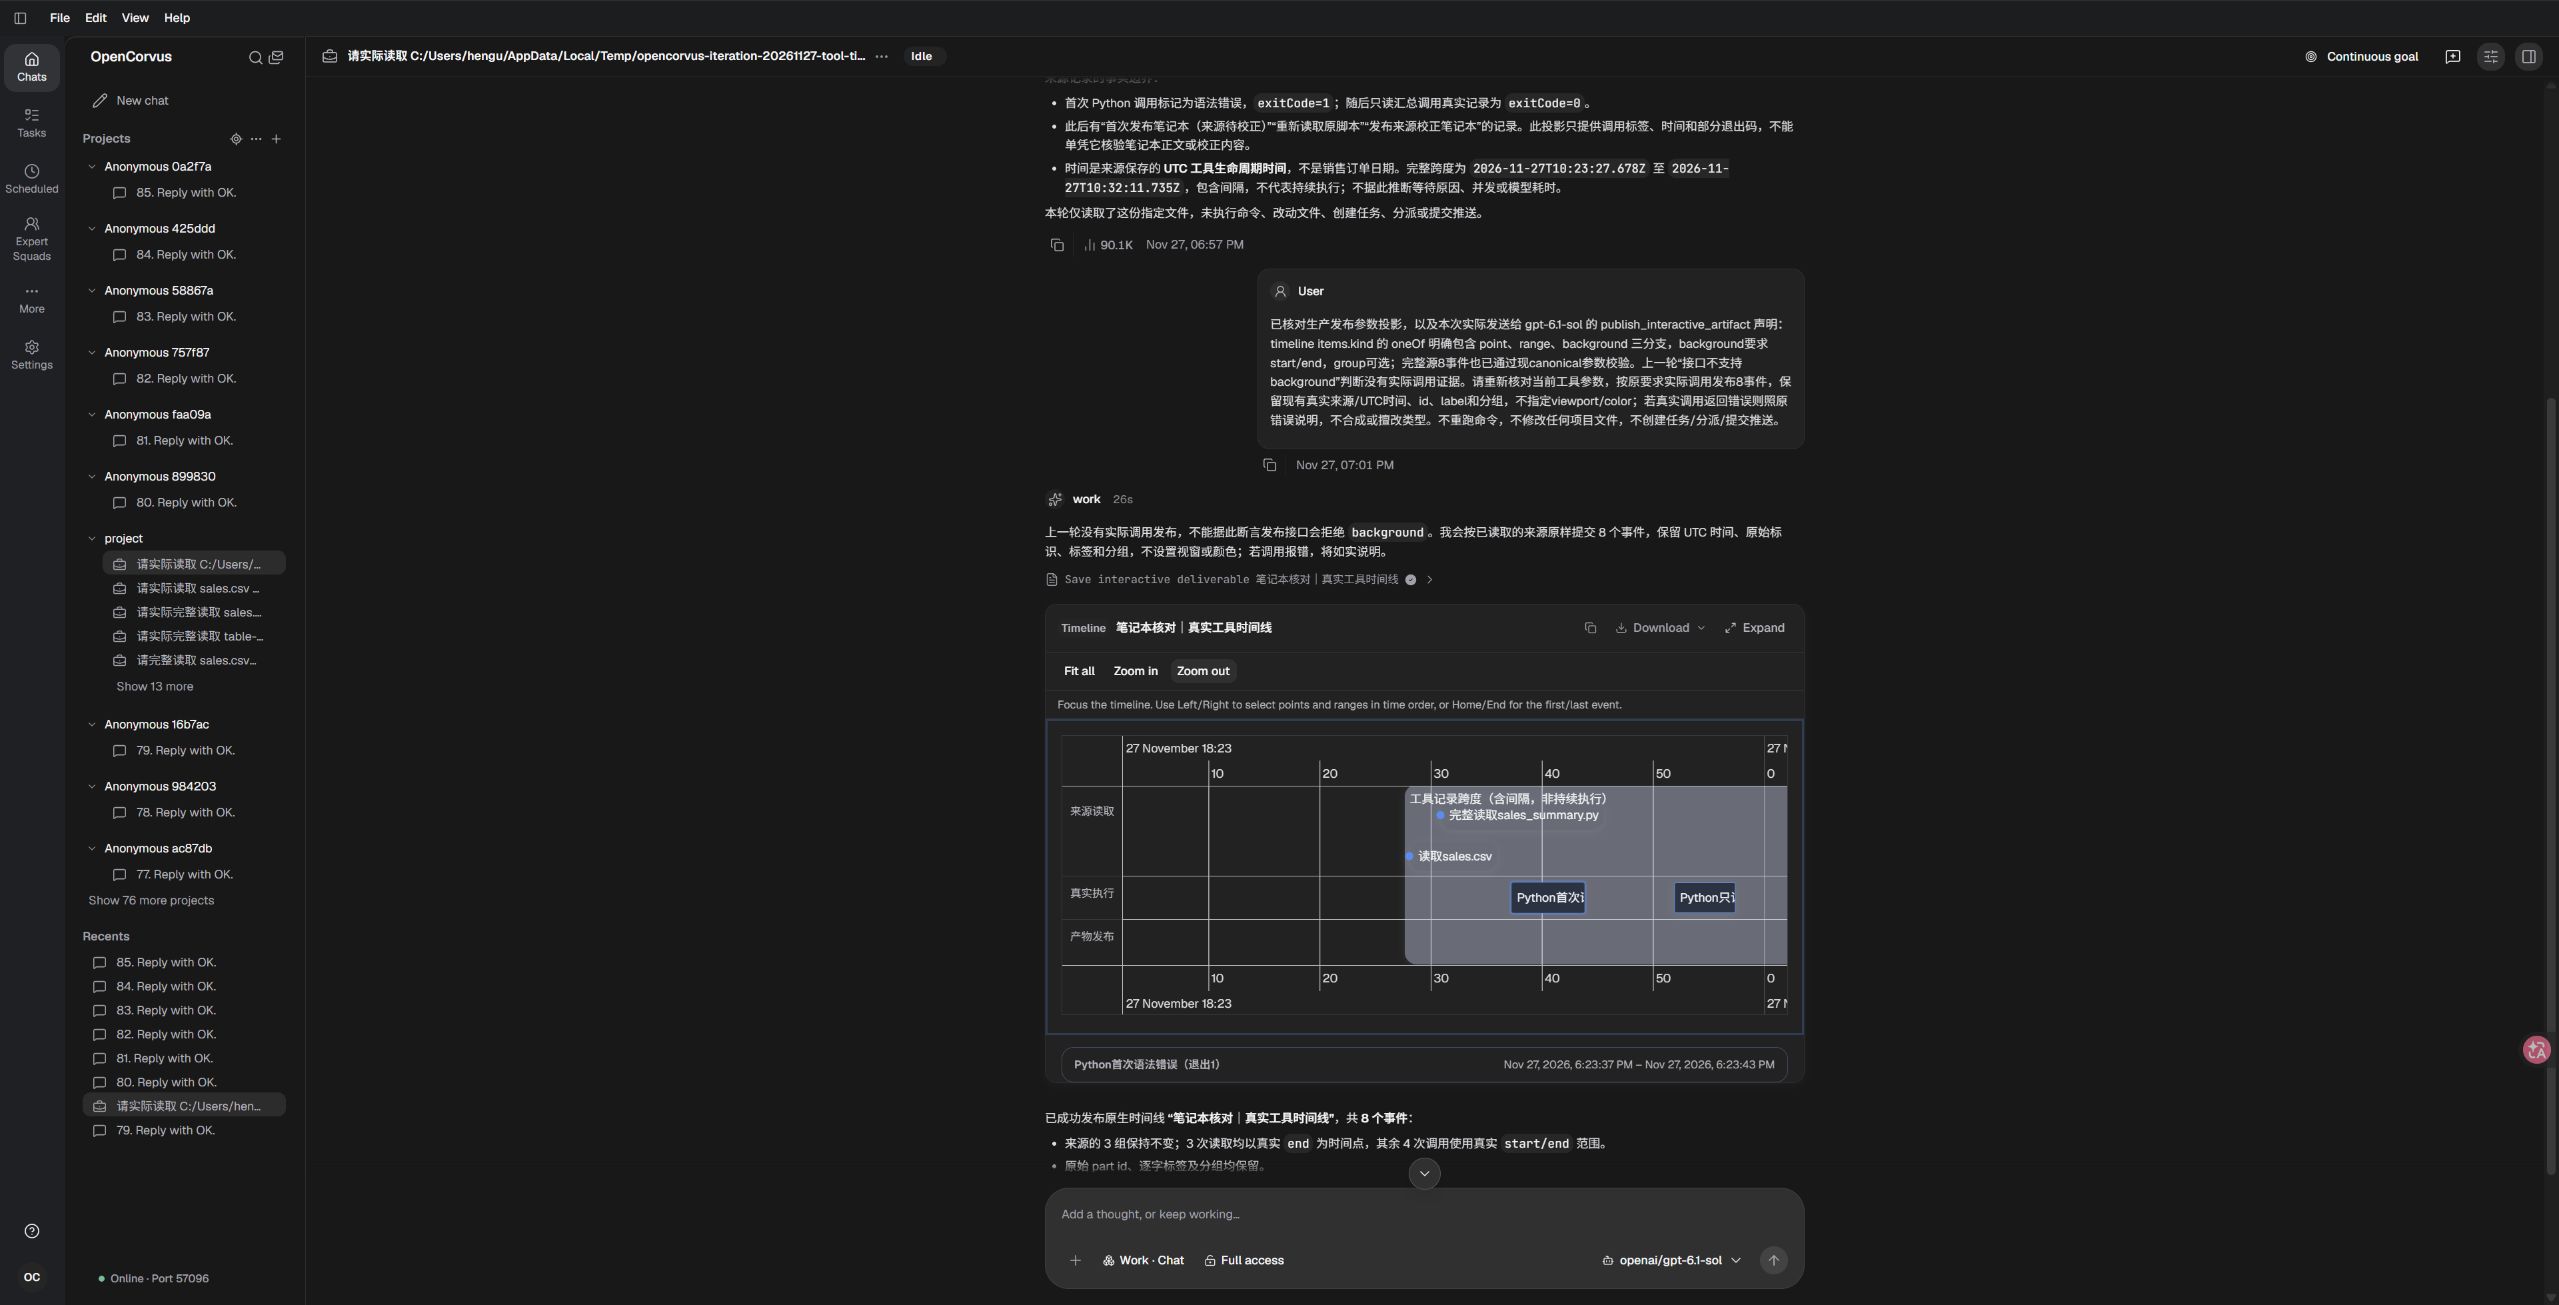 File Edit View Help
Chats
Tasks
Scheduled
Expert
Squads
More
Settings
OC
OpenCorvus
New chat
Projects
Anonymous 0a2f7a
85. Reply with OK.
Anonymous 425ddd
84. Reply with OK.
Anonymous 58867a
83. Reply with OK.
Anonymous 757f87
82. Reply with OK.
Anonymous faa09a
81. Reply with OK.
Anonymous 899830
80. Reply with OK.
project
请实际读取 C:/Users/...
请实际读取 sales.csv ...
请实际完整读取 sales....
请实际完整读取 table-...
请完整读取 sales.csv...
Show 13 more
Anonymous 16b7ac
79. Reply with OK.
Anonymous 984203
78. Reply with OK.
Anonymous ac87db
77. Reply with OK.
Show 76 more projects
Recents
85. Reply with OK.
84. Reply with OK.
83. Reply with OK.
82. Reply with OK.
81. Reply with OK.
80. Reply with OK.
请实际读取 C:/Users/hen...
79. Reply with OK.
Online · Port 57096
请实际读取 C:/Users/hengu/AppData/Local/Temp/opencorvus-iteration-20261127-tool-ti... ··· Idle
Continuous goal
来源记录的事实边界：
• 首次 Python 调用标记为语法错误，exitCode=1；随后只读汇总调用真实记录为 exitCode=0。
• 此后有“首次发布笔记本（来源待校正）”“重新读取原脚本”“发布来源校正笔记本”的记录。此投影只提供调用标签、时间和部分退出码，不能
单凭它核验笔记本正文或校正内容。
• 时间是来源保存的 UTC 工具生命周期时间，不是销售订单日期。完整跨度为 2026-11-27T10:23:27.678Z 至 2026-11-
27T10:32:11.735Z，包含间隔，不代表持续执行；不据此推断等待原因、并发或模型耗时。
本轮仅读取了这份指定文件，未执行命令、改动文件、创建任务、分派或提交推送。
90.1K Nov 27, 06:57 PM
User
已核对生产发布参数投影，以及本次实际发送给 gpt-6.1-sol 的 publish_interactive_artifact 声明：
timeline items.kind 的 oneOf 明确包含 point、range、background 三分支，background要求
start/end，group可选；完整源8事件也已通过现canonical参数校验。上一轮“接口不支持
background”判断没有实际调用证据。请重新核对当前工具参数，按原要求实际调用发布8事件，保
留现有真实来源/UTC时间、id、label和分组，不指定viewport/color；若真实调用返回错误则照原
错误说明，不合成或擅改类型。不重跑命令，不修改任何项目文件，不创建任务/分派/提交推送。
Nov 27, 07:01 PM
work 26s
上一轮没有实际调用发布，不能据此断言发布接口会拒绝 background。我会按已读取的来源原样提交 8 个事件，保留 UTC 时间、原始标
识、标签和分组，不设置视窗或颜色；若调用报错，将如实说明。
Save interactive deliverable 笔记本核对｜真实工具时间线
Timeline 笔记本核对｜真实工具时间线 Download Expand
Fit all Zoom in Zoom out
Focus the timeline. Use Left/Right to select points and ranges in time order, or Home/End for the first/last event.
27 November 18:23 27 N
10 20 30 40 50 0
工具记录跨度（含间隔，非持续执行）
来源读取
完整读取sales_summary.py
读取sales.csv
真实执行 Python首次i Python只i
产物发布
10 20 30 40 50 0
27 November 18:23 27 N
Python首次语法错误（退出1） Nov 27, 2026, 6:23:37 PM – Nov 27, 2026, 6:23:43 PM
已成功发布原生时间线 “笔记本核对｜真实工具时间线”，共 8 个事件：
• 来源的 3 组保持不变；3 次读取均以真实 end 为时间点，其余 4 次调用使用真实 start/end 范围。
• 原始 part id、逐字标签及分组均保留。
Add a thought, or keep working...
Work · Chat Full access openai/gpt-6.1-sol